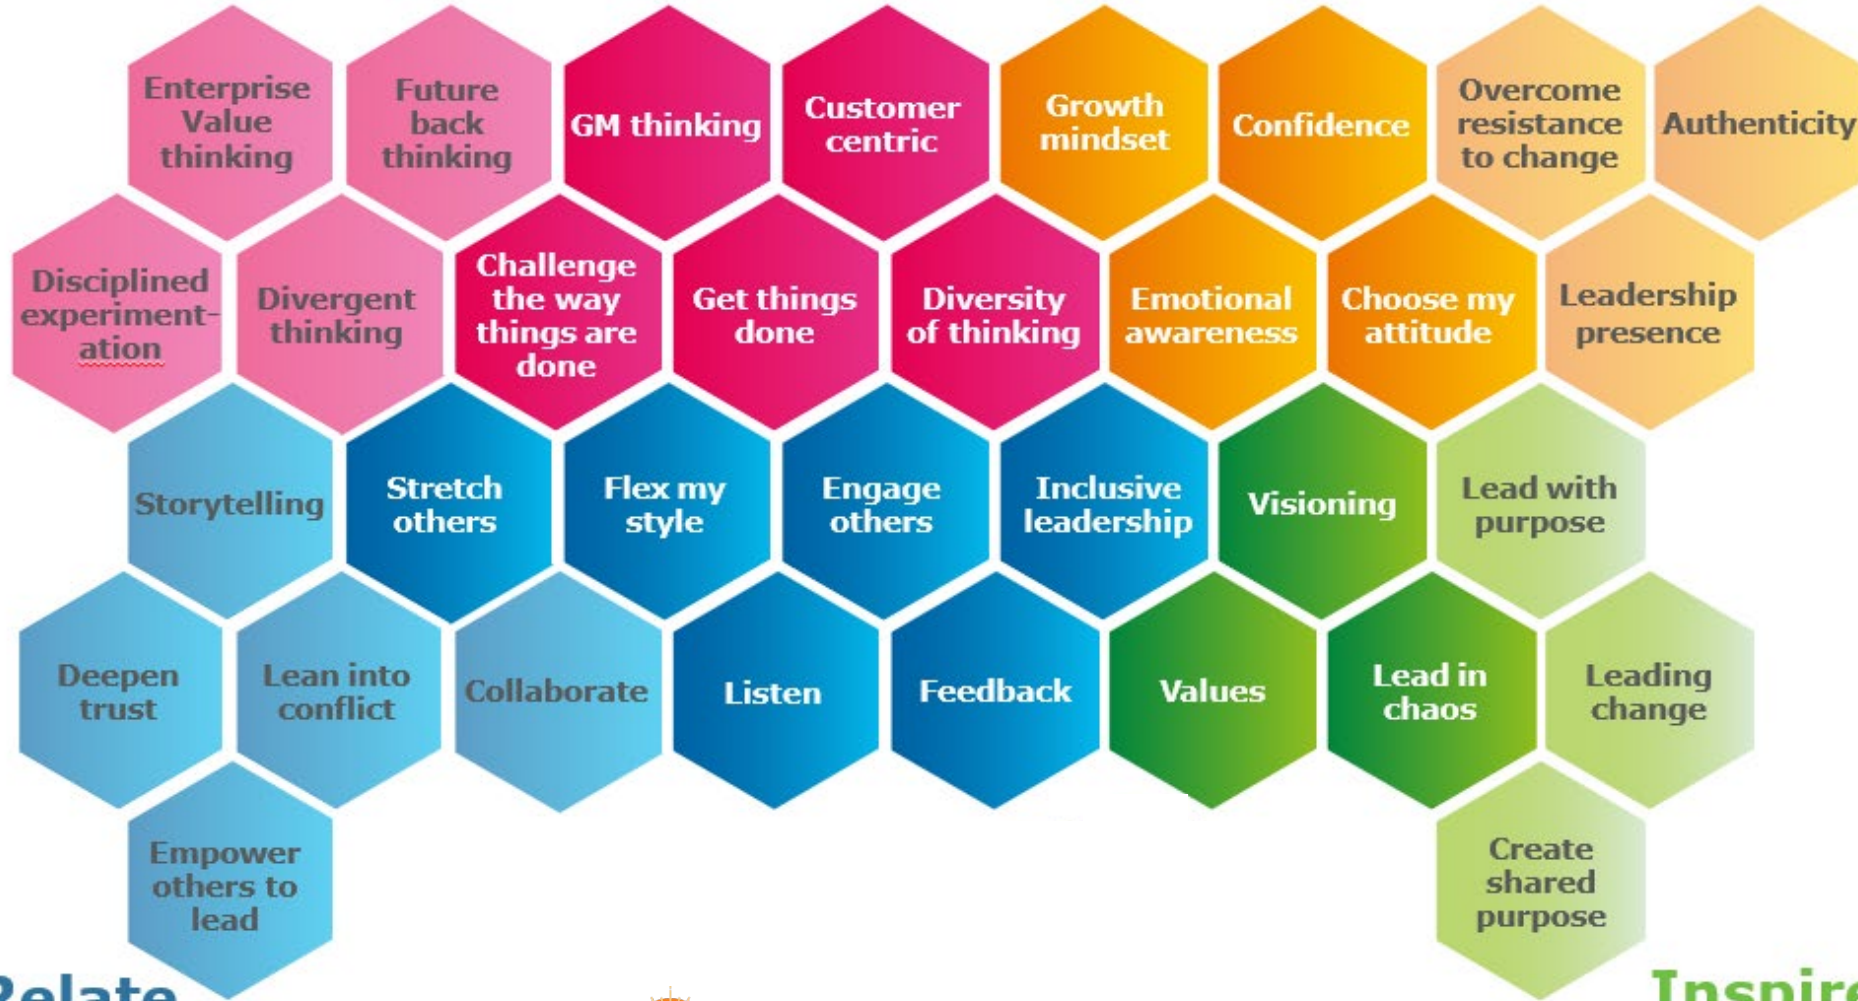 Enterprise
Value
thinking
Future
back
thinking
GM thinking
Customer
centric
Growth
mindset
Confidence
Overcome
resistance
to change
Authenticity
Disciplined
experiment-
ation
Divergent
thinking
Challenge
the way
things are
done
Get things
done
Diversity
of thinking
Emotional
awareness
Choose my
attitude
Leadership
presence
Storytelling
Stretch
others
Flex my
style
Engage
others
Inclusive
leadership
Visioning
Lead with
purpose
Deepen
trust
Lean into
conflict
Collaborate
Listen
Feedback
Values
Lead in
chaos
Leading
change
Empower
others to
lead
Create
shared
purpose
Relate
Inspire